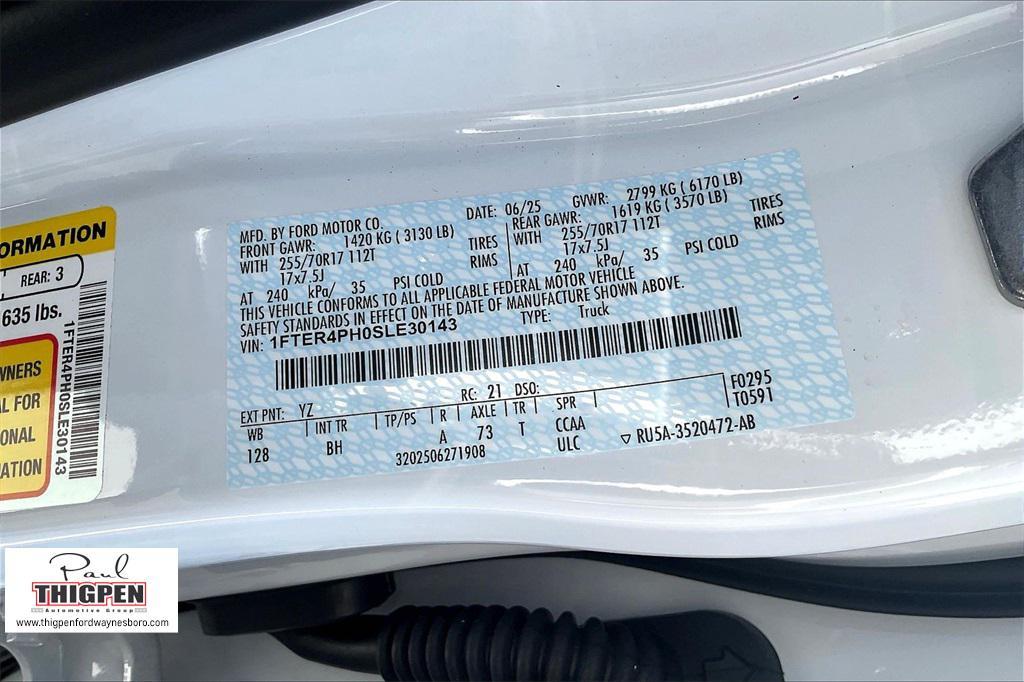 ORMATION
REAR: 3
635 lbs.
WNERS
AL FOR
ONAL
ATION
1FTER4PH0SLE30143
MFD. BY FORD MOTOR CO.
DATE: 06/25 GVWR: 2799 KG ( 6170 LB)
FRONT GAWR: 1420 KG ( 3130 LB)
REAR GAWR: 1619 KG ( 3570 LB)
WITH 255/70R17 112T TIRES
WITH 255/70R17 112T TIRES
17x7.5J RIMS
17x7.5J RIMS
AT 240 kPa/ 35 PSI COLD
AT 240 kPa/ 35 PSI COLD
THIS VEHICLE CONFORMS TO ALL APPLICABLE FEDERAL MOTOR VEHICLE
SAFETY STANDARDS IN EFFECT ON DATE OF MANUFACTURE SHOWN ABOVE.
VIN: 1FTER4PH0SLE30143 TYPE: Truck
EXT PNT: YZ RC: 21 DSO: F0295
WB INT TR TP/PS R AXLE TR SPR T0591
128 BH A 73 T CCAA
3202506271908 ULC RU5A-3520472-AB
Paul
THIGPEN
Automotive Group
www.thigpenfordwaynesboro.com